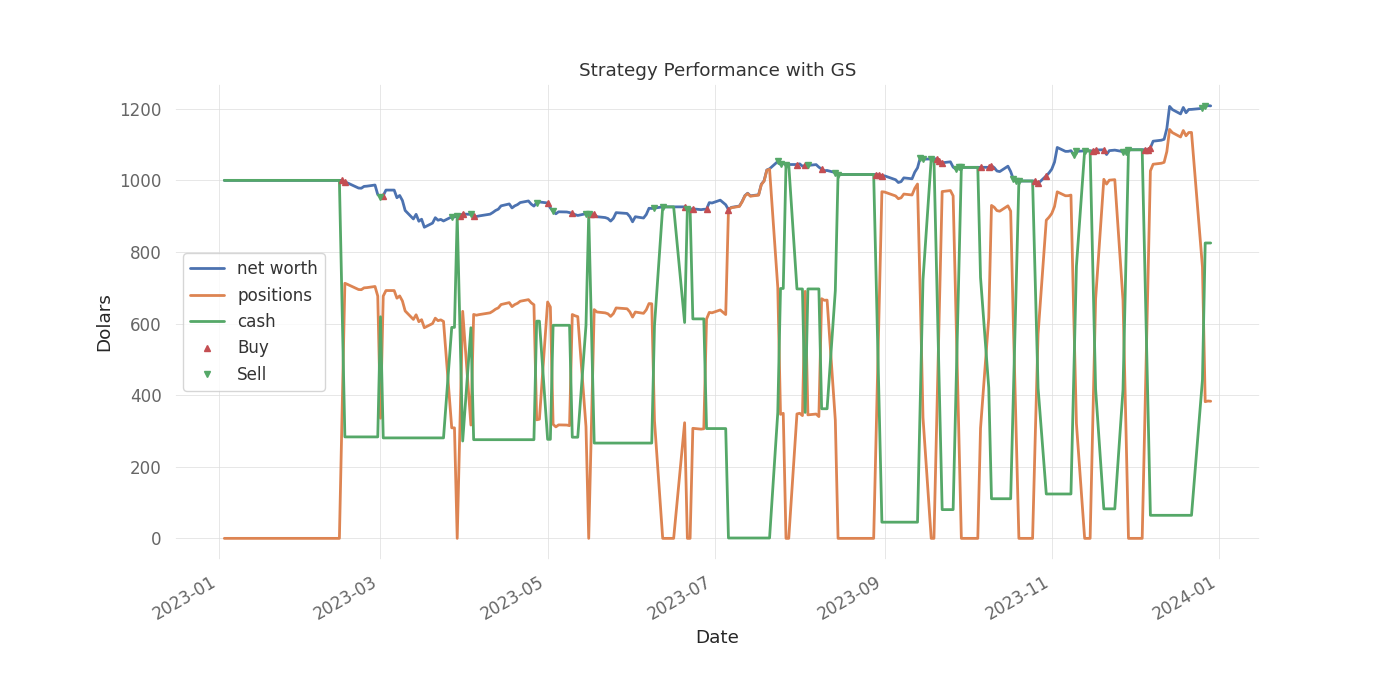 Strategy Performance with GS
Dolars
1200
1000
800
600
400
200
0
net worth
positions
cash
Buy
Sell
2023-01
2023-03
2023-05
2023-07
2023-09
2023-11
2024-01
Date